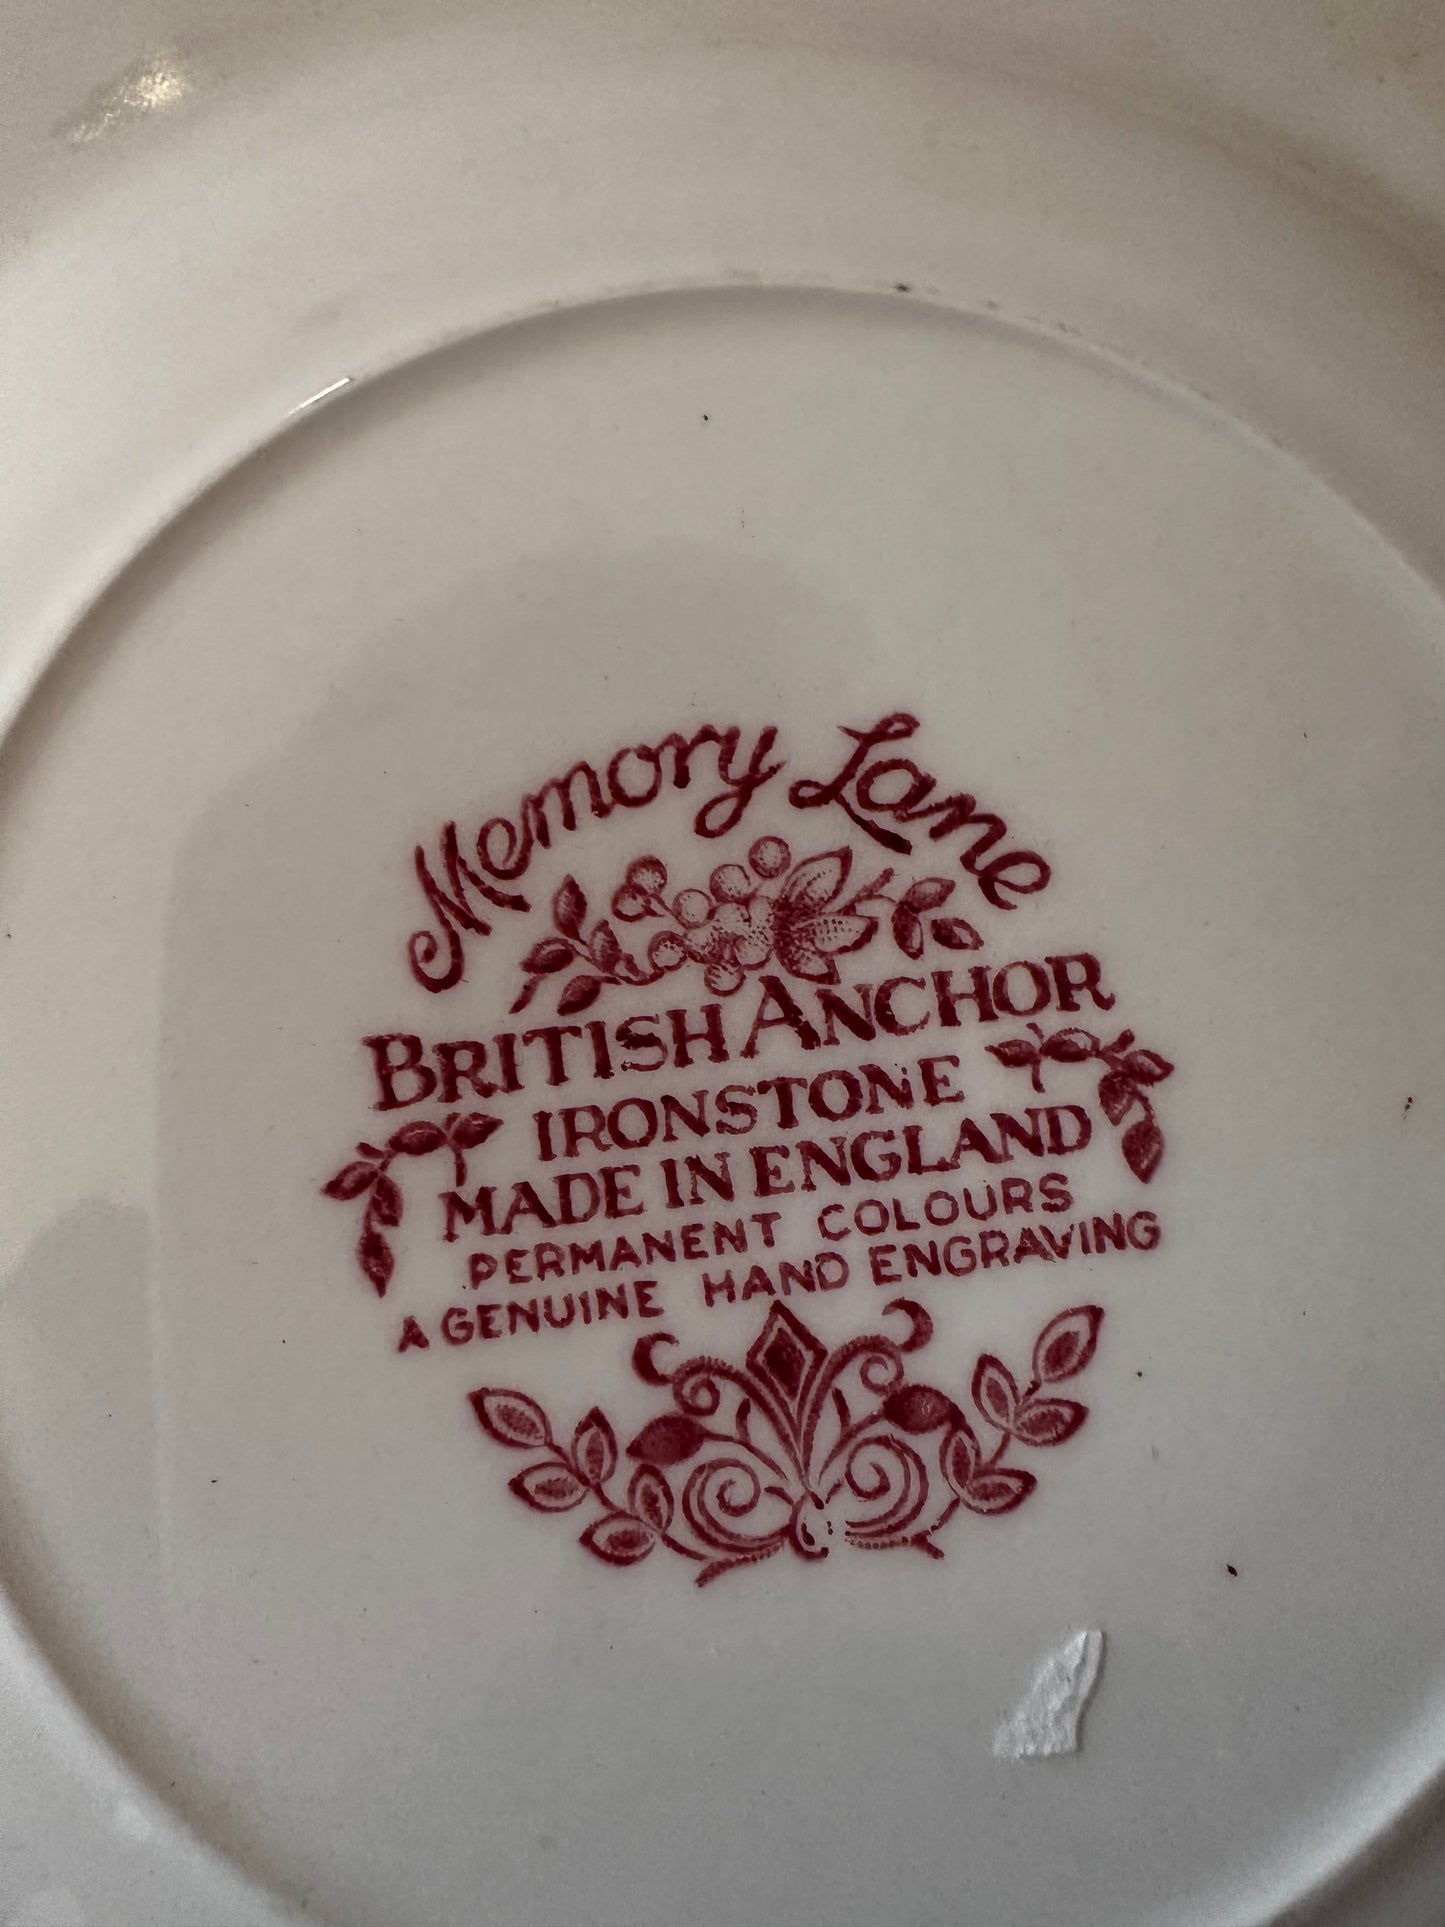 Memory Lane
BRITISH ANCHOR
IRONSTONE
MADE IN ENGLAND
PERMANENT COLOURS
A GENUINE HAND ENGRAVING